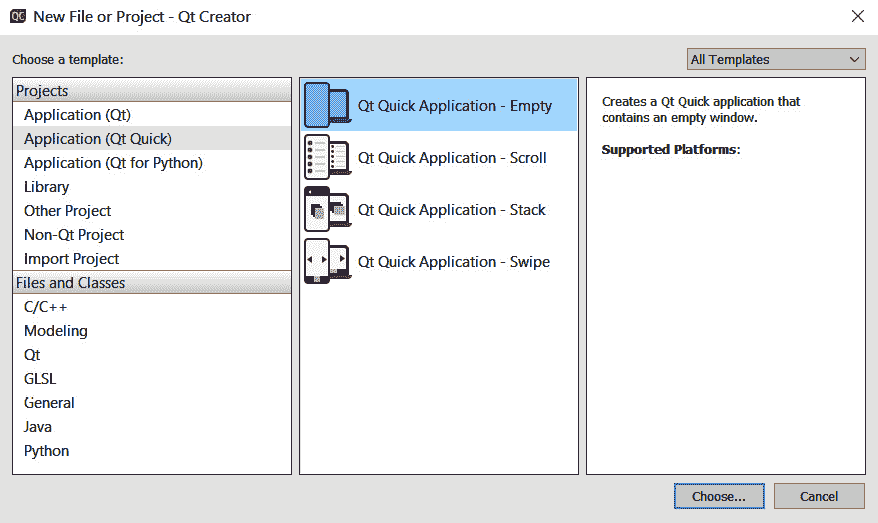 QC New File or Project - Qt Creator
Choose a template:
All Templates
Projects
Application (Qt)
Application (Qt Quick)
Application (Qt for Python)
Library
Other Project
Non-Qt Project
Import Project
Files and Classes
C/C++
Modeling
Qt
GLSL
General
Java
Python
Qt Quick Application - Empty
Qt Quick Application - Scroll
Qt Quick Application - Stack
Qt Quick Application - Swipe
Creates a Qt Quick application that
contains an empty window.
Supported Platforms:
Choose...
Cancel